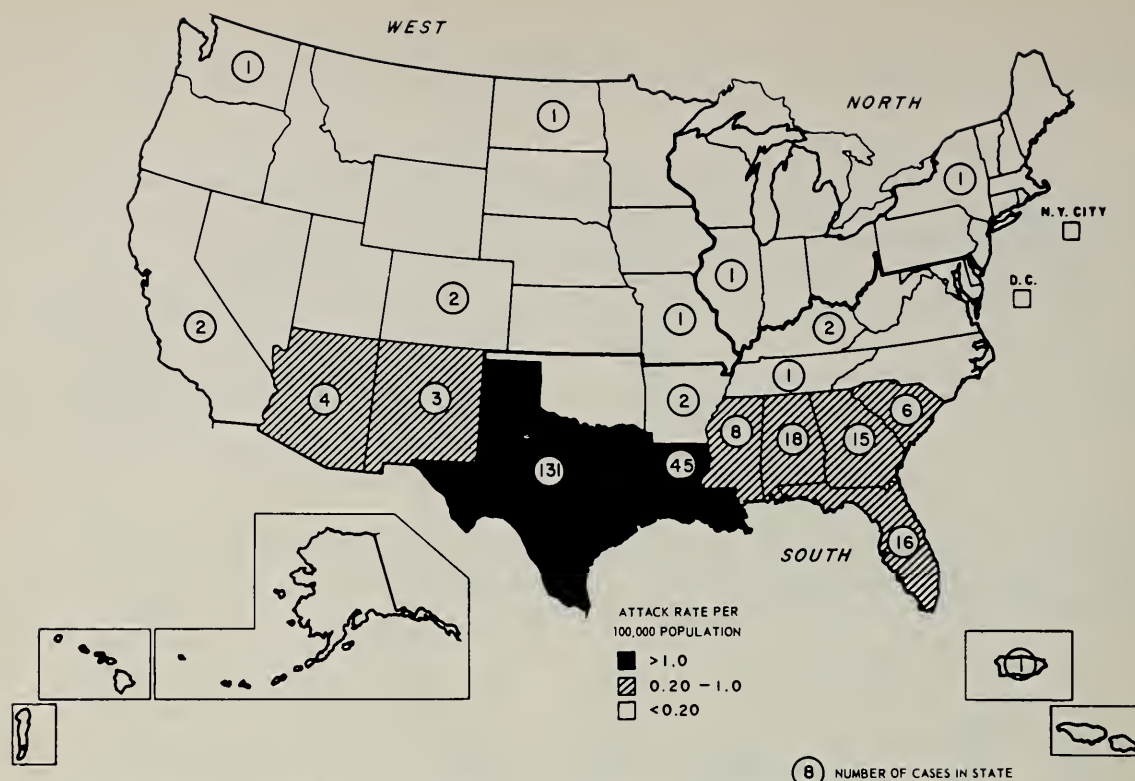 WEST
NORTH
SOUTH
N.Y. CITY
D.C.
1
1
1
2
2
1
1
2
1
2
4
3
131
45
8
18
15
6
16
1
ATTACK RATE PER
100,000 POPULATION
>1.0
0.20 – 1.0
<0.20
8 NUMBER OF CASES IN STATE